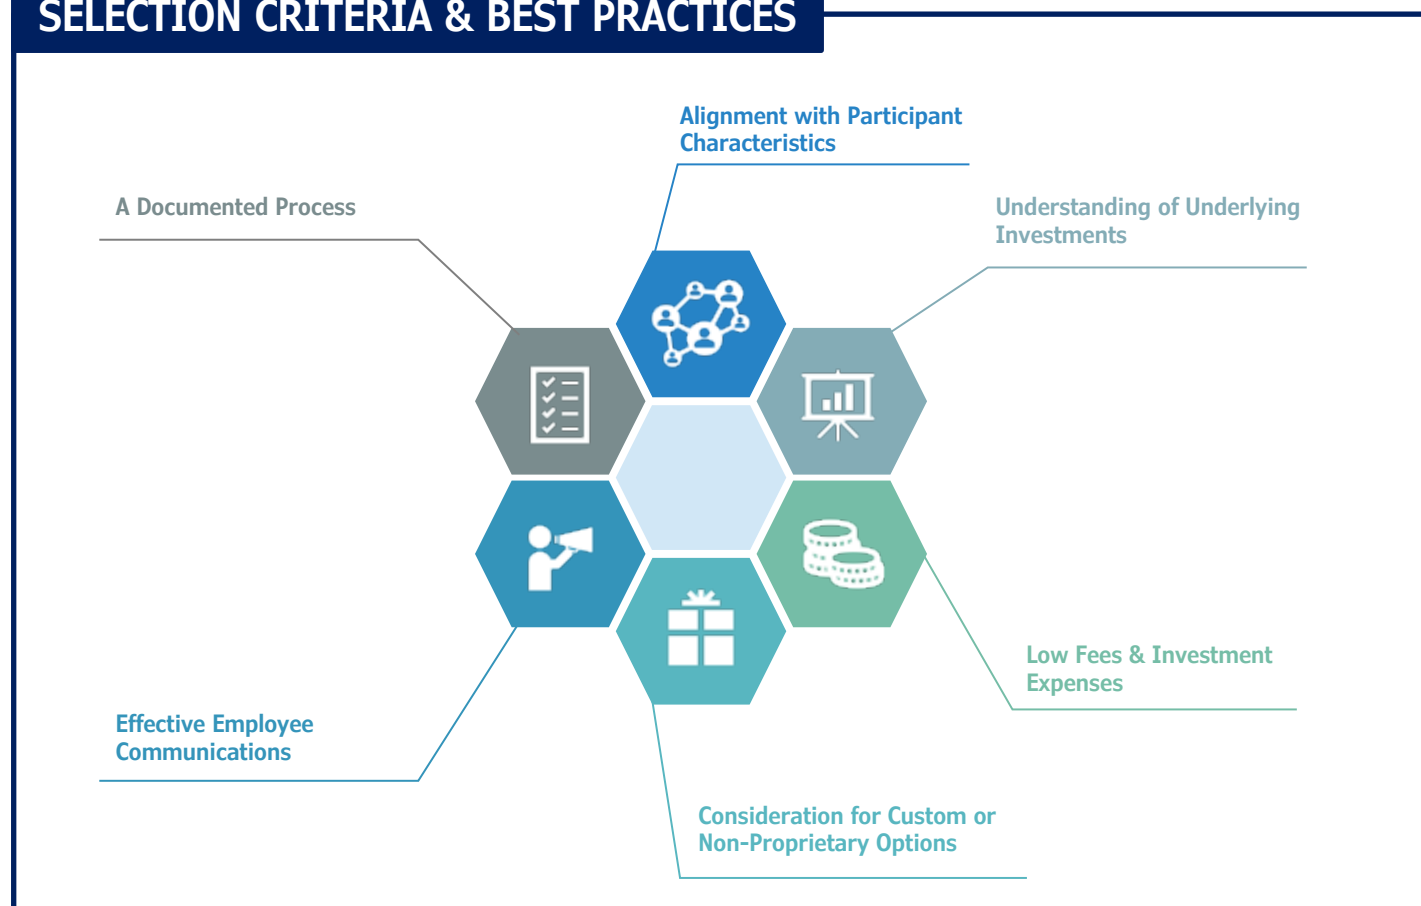 SELECTION CRITERIA & BEST PRACTICES
Alignment with Participant
Characteristics
A Documented Process
Understanding of Underlying
Investments
Low Fees & Investment
Expenses
Effective Employee
Communications
Consideration for Custom or
Non-Proprietary Options